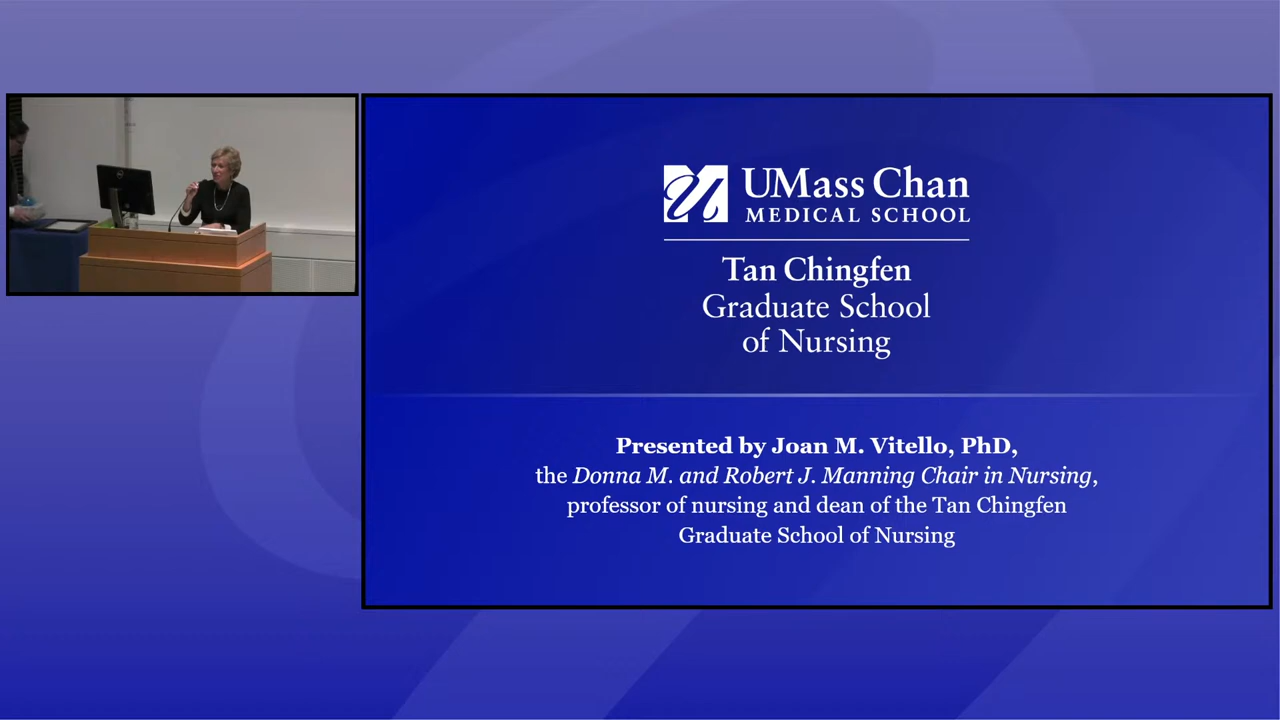 UMass Chan
MEDICAL SCHOOL
Tan Chingfen
Graduate School
of Nursing
Presented by Joan M. Vitello, PhD,
the Donna M. and Robert J. Manning Chair in Nursing,
professor of nursing and dean of the Tan Chingfen
Graduate School of Nursing